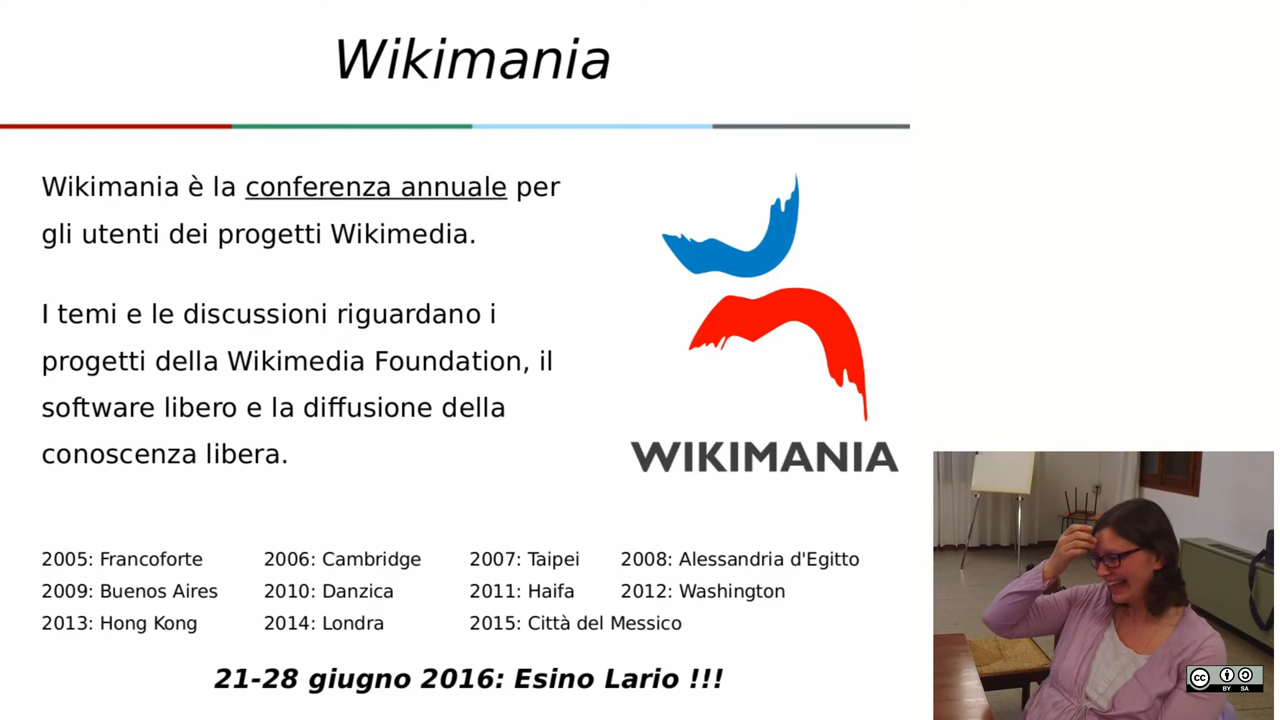 Wikimania
Wikimania è la conferenza annuale per
gli utenti dei progetti Wikimedia.
I temi e le discussioni riguardano i
progetti della Wikimedia Foundation, il
software libero e la diffusione della
conoscenza libera.
WIKIMANIA
2005: Francoforte 2006: Cambridge 2007: Taipei 2008: Alessandria d'Egitto
2009: Buenos Aires 2010: Danzica 2011: Haifa 2012: Washington
2013: Hong Kong 2014: Londra 2015: Città del Messico
21-28 giugno 2016: Esino Lario !!!
cc BY SA